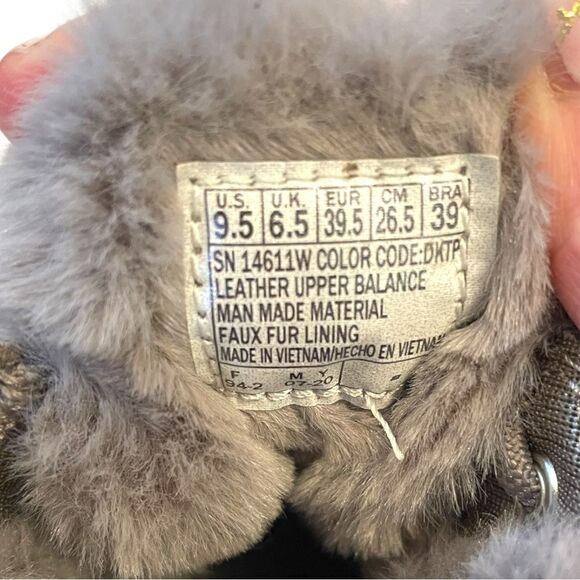 U.S. U.K. EUR CM BRA
9.5 6.5 39.5 26.5 39
SN 14611W COLOR CODE:DKTP
LEATHER UPPER BALANCE
MAN MADE MATERIAL
FAUX FUR LINING
MADE IN VIETNAM/HECHO EN VIETNAM
F M Y
94-2 07-20